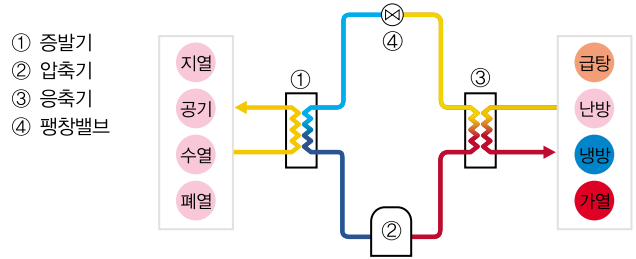 ① 증발기
② 압축기
③ 응축기
④ 팽창밸브
지열
공기
수열
폐열
①
④
②
③
급탕
난방
냉방
가열